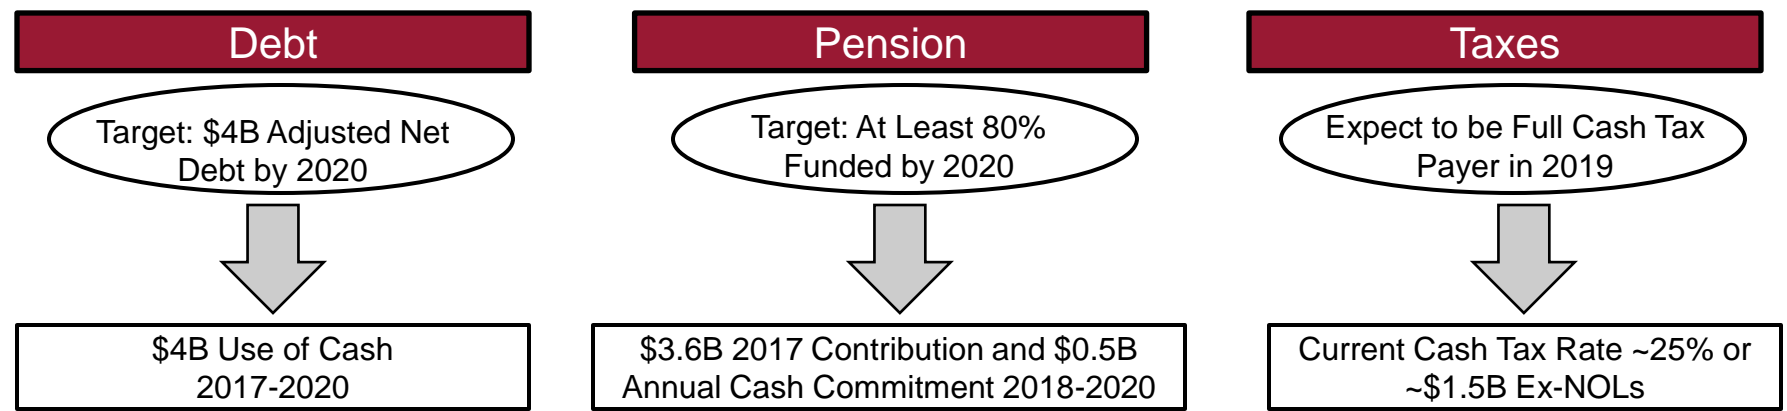 Debt
Target: $4B Adjusted Net
Debt by 2020
$4B Use of Cash
2017-2020
Pension
Target: At Least 80%
Funded by 2020
$3.6B 2017 Contribution and $0.5B
Annual Cash Commitment 2018-2020
Taxes
Expect to be Full Cash Tax
Payer in 2019
Current Cash Tax Rate ~25% or
~$1.5B Ex-NOLs